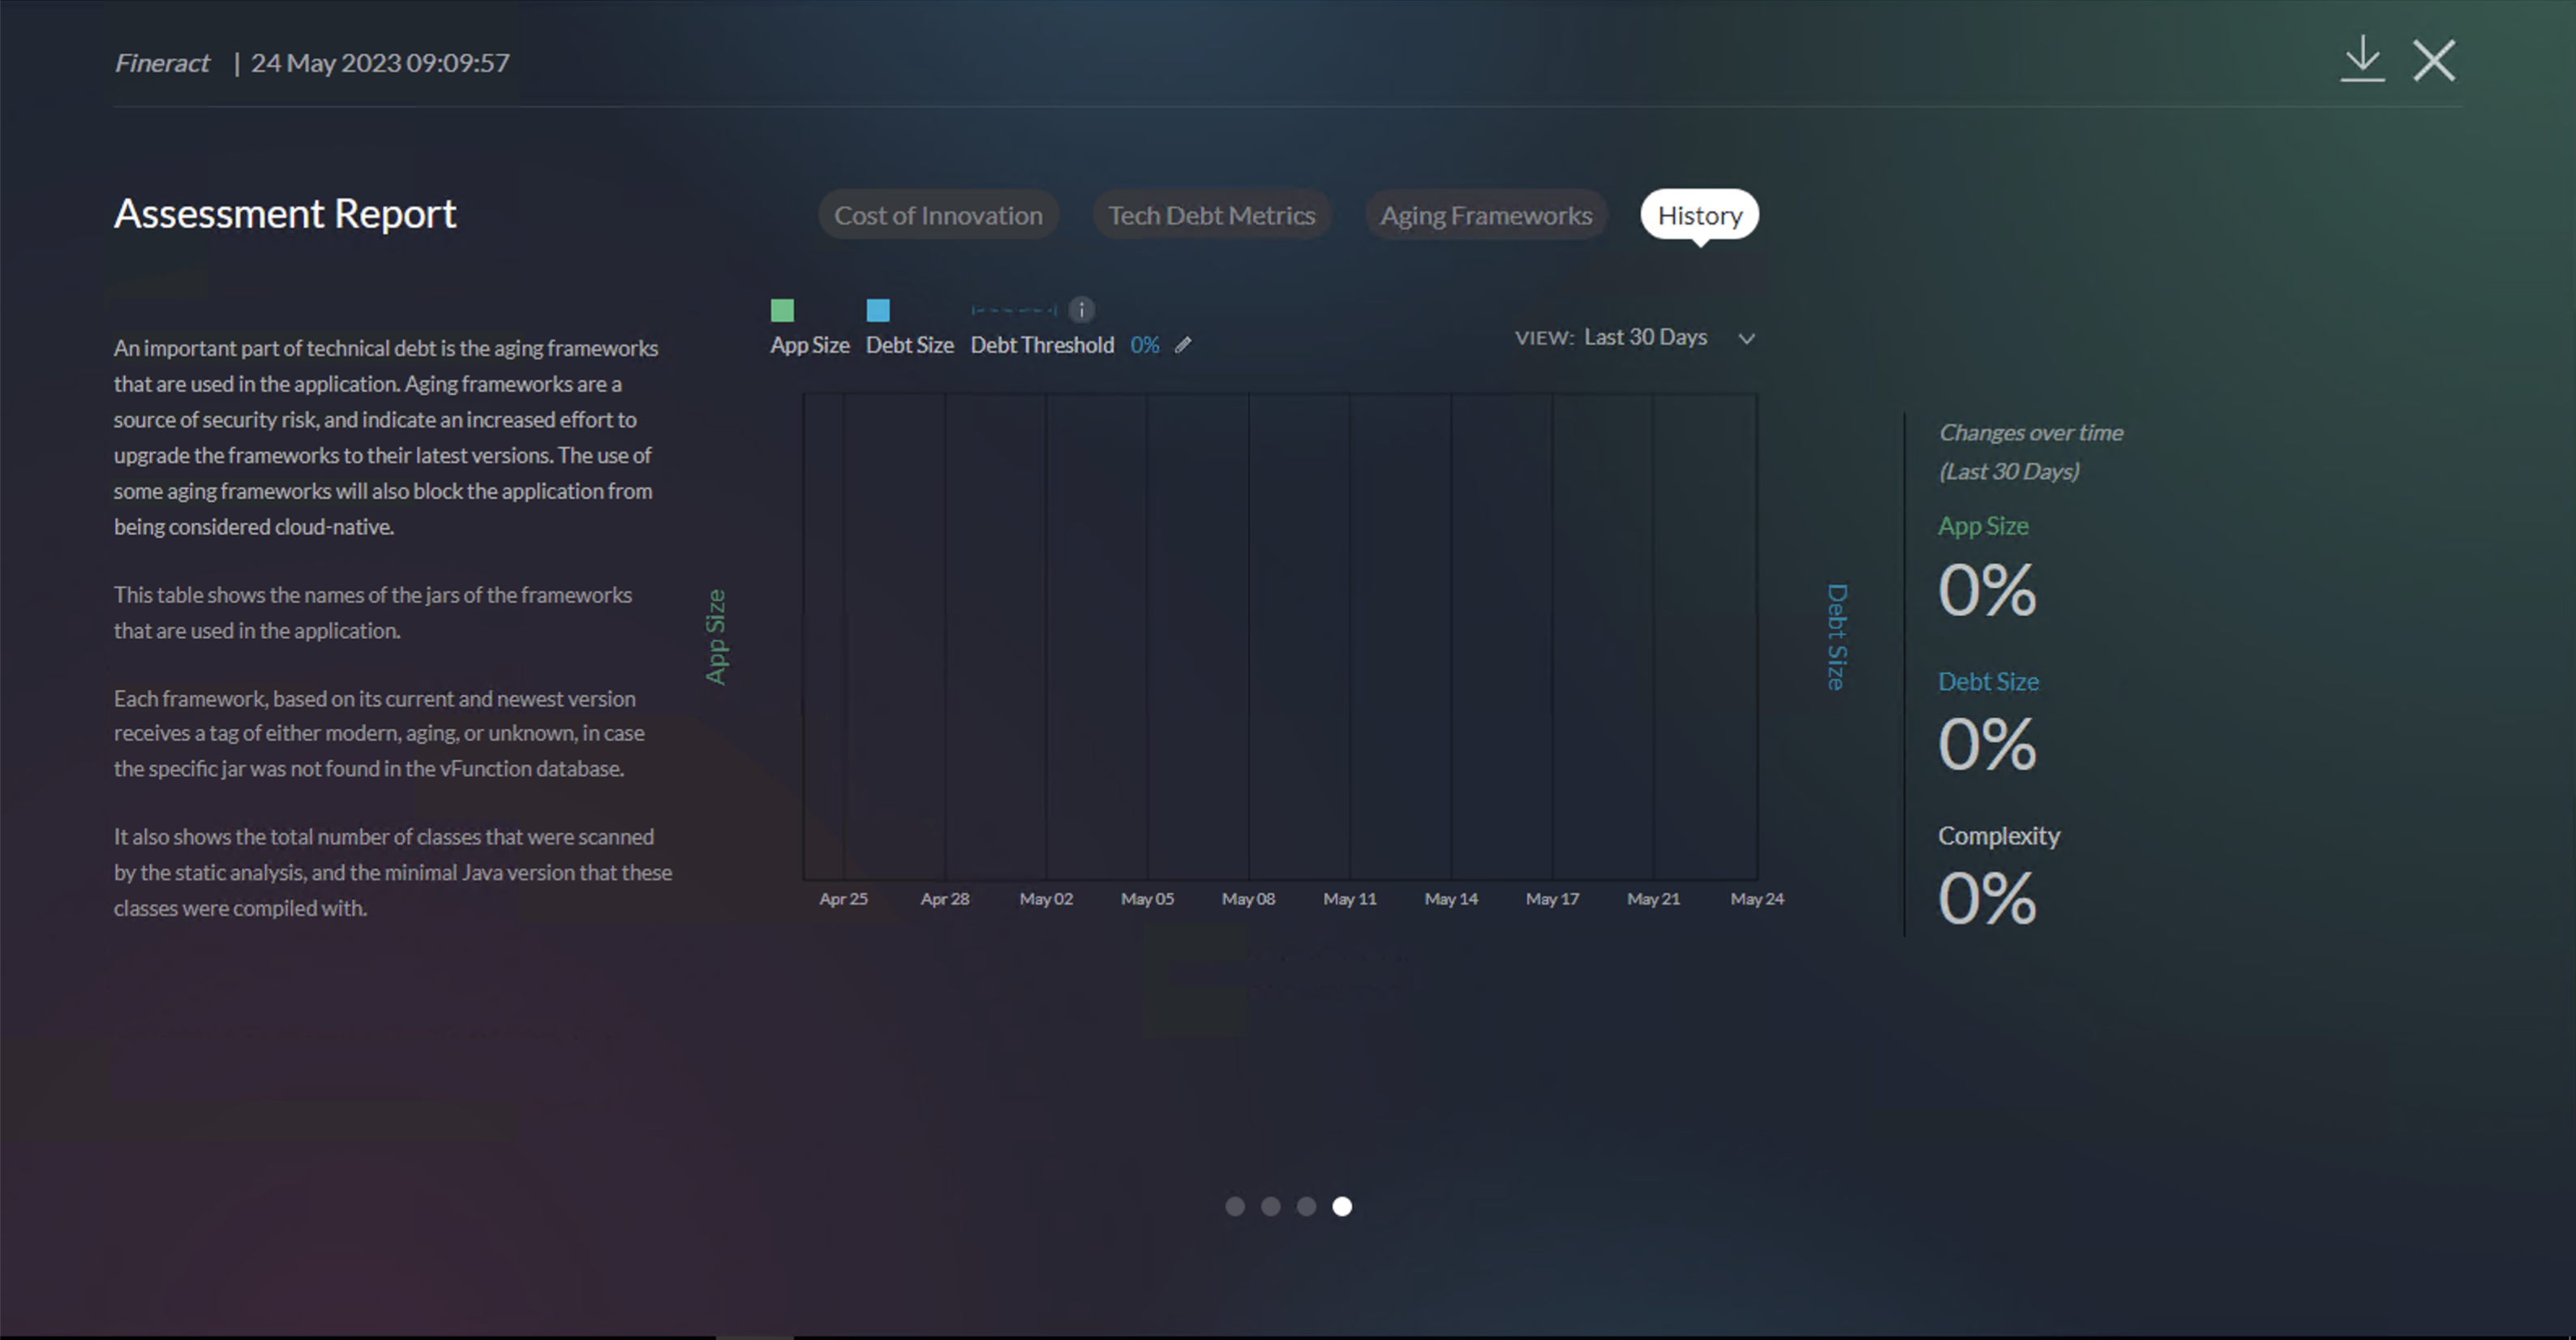 Fineract | 24 May 2023 09:09:57
Assessment Report
Cost of Innovation
Tech Debt Metrics
Aging Frameworks
History
An important part of technical debt is the aging frameworks
that are used in the application. Aging frameworks are a
source of security risk, and indicate an increased effort to
upgrade the frameworks to their latest versions. The use of
some aging frameworks will also block the application from
being considered cloud-native.
This table shows the names of the jars of the frameworks
that are used in the application.
Each framework, based on its current and newest version
receives a tag of either modern, aging, or unknown, in case
the specific jar was not found in the vFunction database.
It also shows the total number of classes that were scanned
by the static analysis, and the minimal Java version that these
classes were compiled with.
i
App Size
Debt Size
Debt Threshold 0%
VIEW: Last 30 Days
App Size
Apr 25
Apr 28
May 02
May 05
May 08
May 11
May 14
May 17
May 21
May 24
Debt Size
Changes over time
(Last 30 Days)
App Size
0%
Debt Size
0%
Complexity
0%